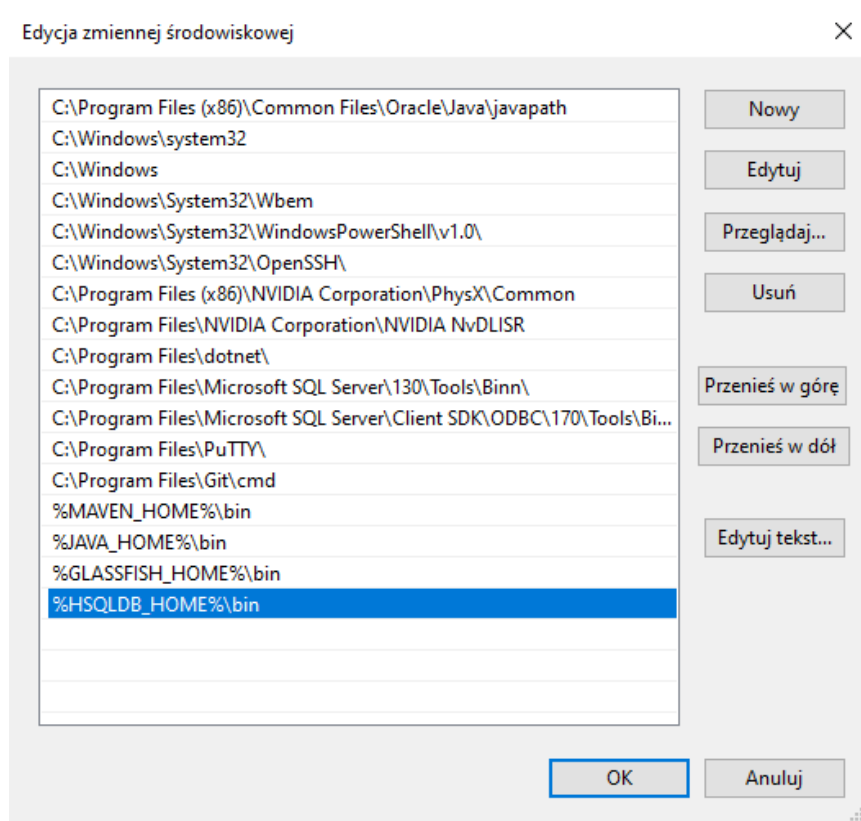 Edycja zmiennej środowiskowej
C:\Program Files (x86)\Common Files\Oracle\Java\javapath
C:\Windows\system32
C:\Windows
C:\Windows\System32\Wbem
C:\Windows\System32\WindowsPowerShell\v1.0\
C:\Windows\System32\OpenSSH\
C:\Program Files (x86)\NVIDIA Corporation\PhysX\Common
C:\Program Files\NVIDIA Corporation\NVIDIA NvDLISR
C:\Program Files\dotnet\
C:\Program Files\Microsoft SQL Server\130\Tools\Binn\
C:\Program Files\Microsoft SQL Server\Client SDK\ODBC\170\Tools\Bi...
C:\Program Files\PuTTY\
C:\Program Files\Git\cmd
%MAVEN_HOME%\bin
%JAVA_HOME%\bin
%GLASSFISH_HOME%\bin
%HSQLDB_HOME%\bin
Nowy
Edytuj
Przeglądaj...
Usuń
Przenieś w górę
Przenieś w dół
Edytuj tekst...
OK
Anuluj